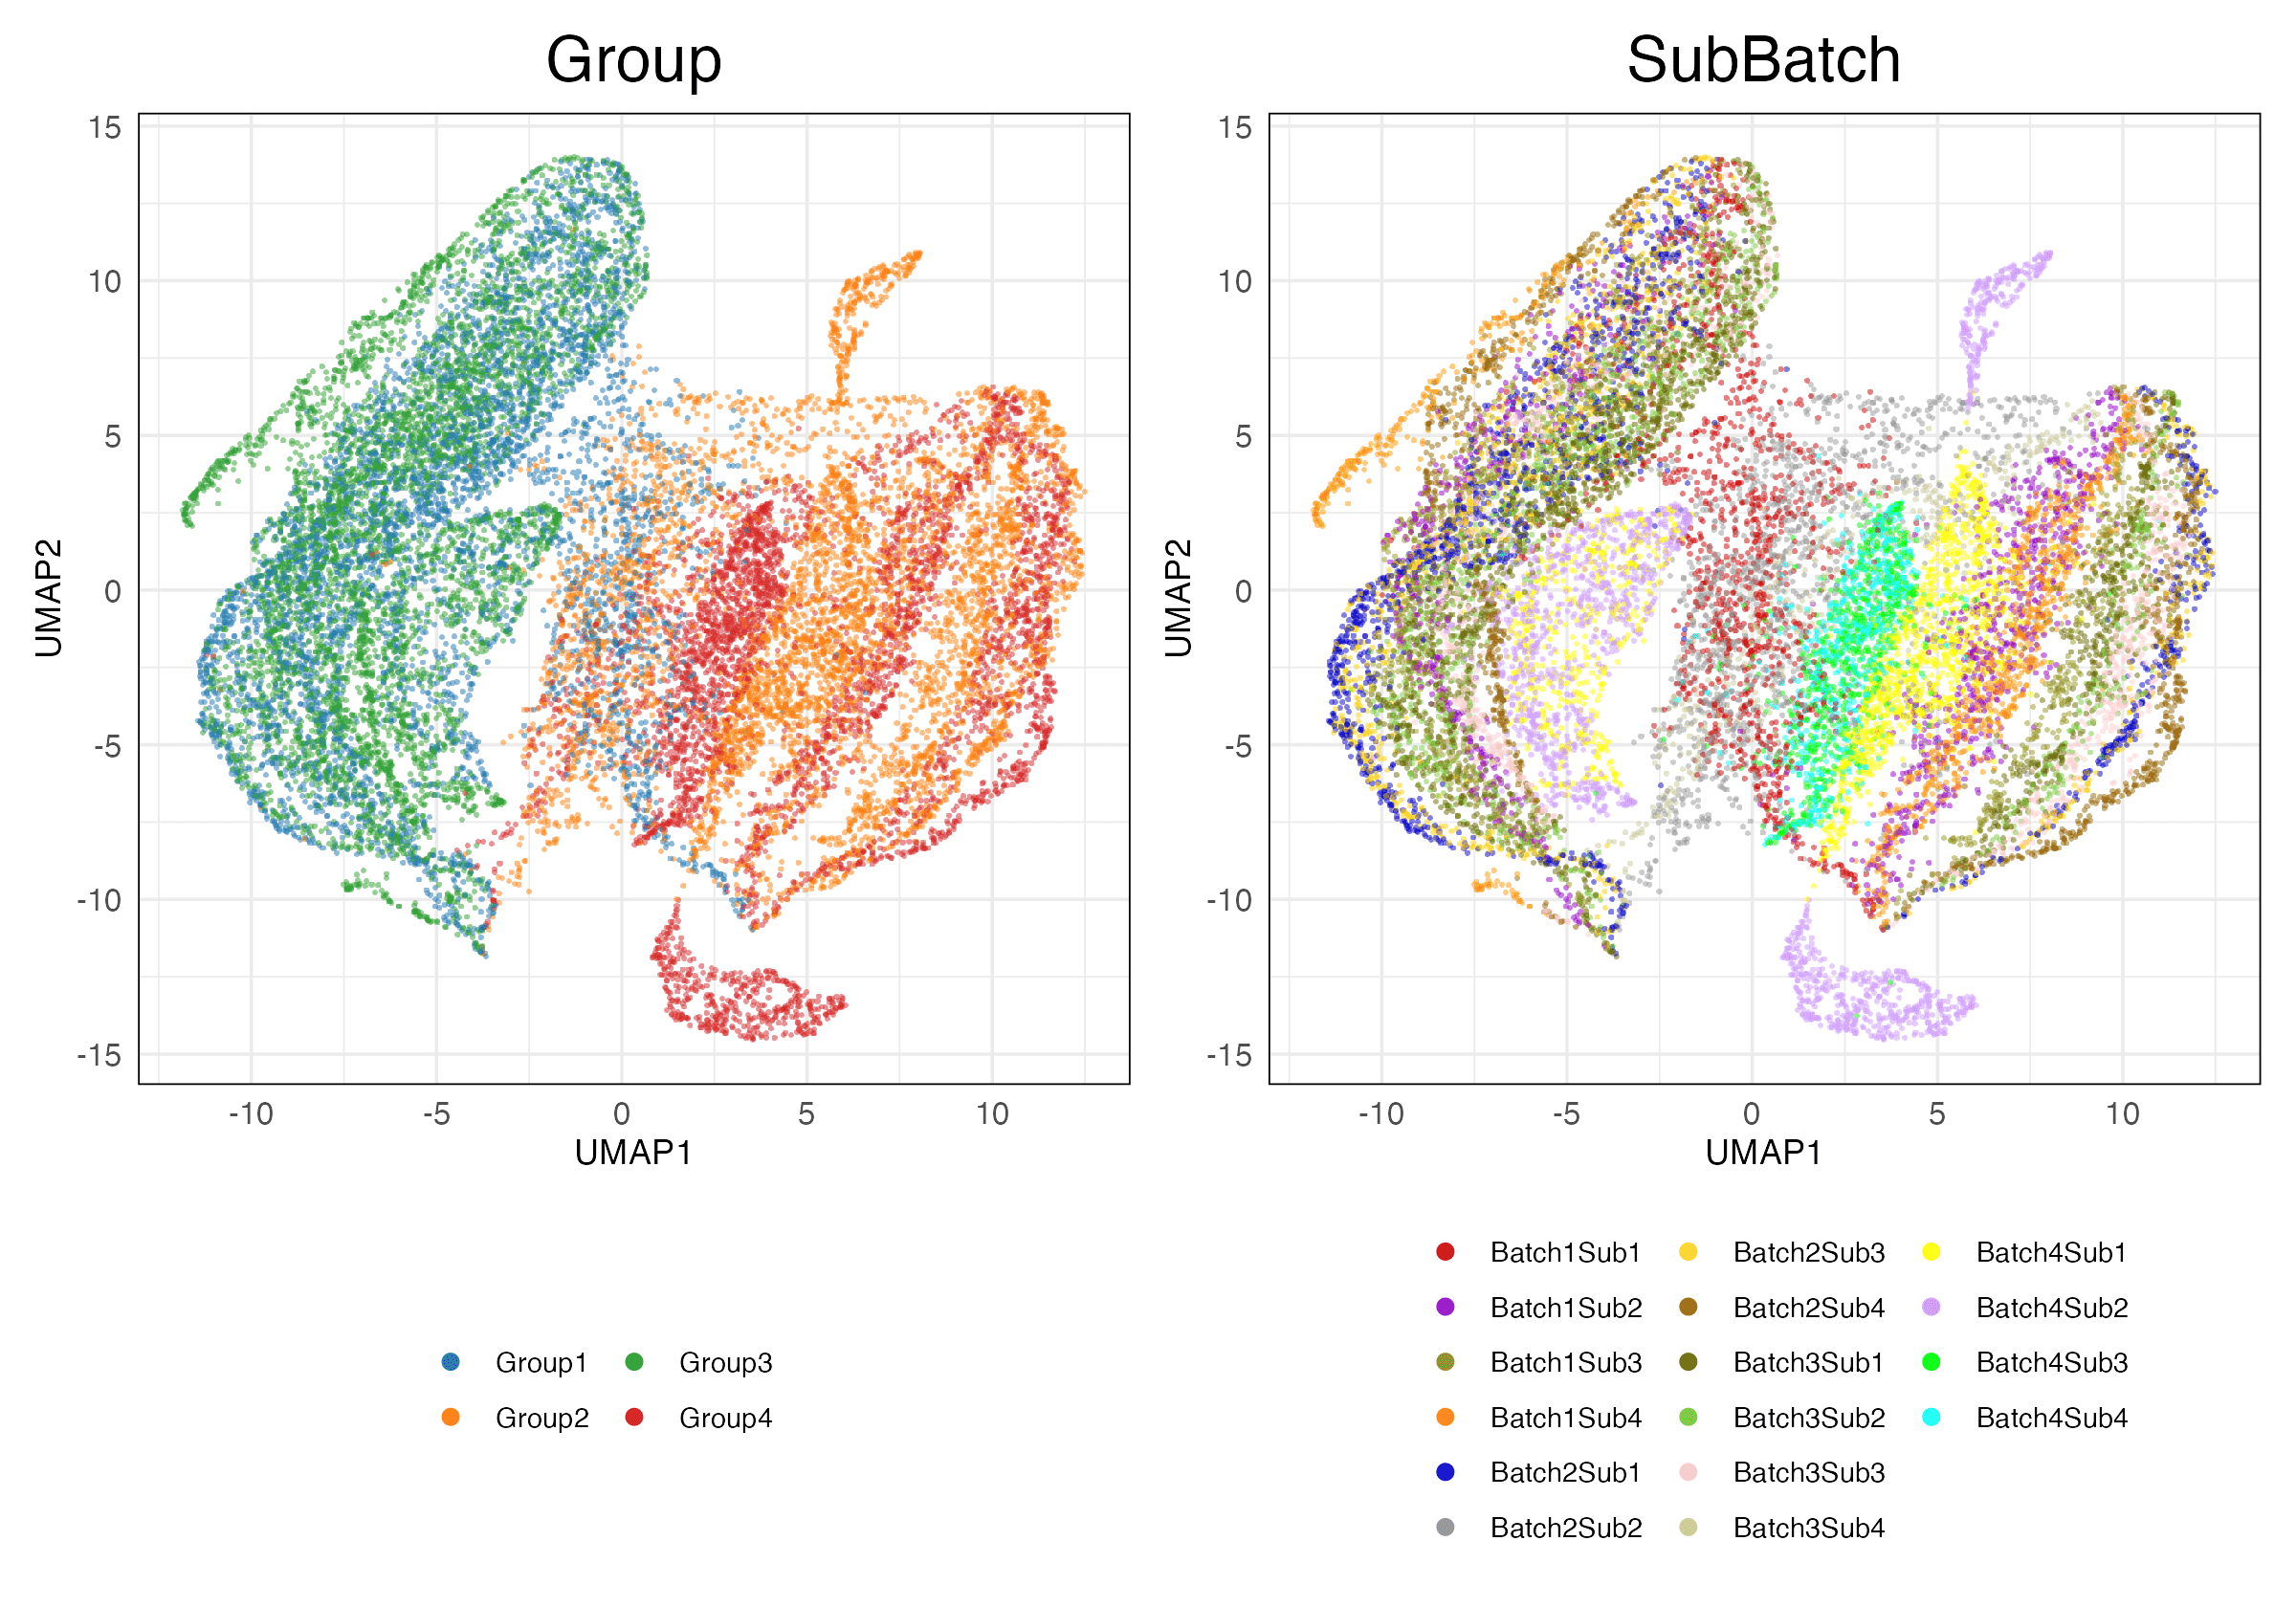 Group
SubBatch
15
10
5
0
-5
-10
-15
UMAP2
-10 -5 0 5 10
UMAP1
15
10
5
0
-5
-10
-15
UMAP2
-10 -5 0 5 10
UMAP1
Group1 Group3
Group2 Group4
Batch1Sub1 Batch2Sub3 Batch4Sub1
Batch1Sub2 Batch2Sub4 Batch4Sub2
Batch1Sub3 Batch3Sub1 Batch4Sub3
Batch1Sub4 Batch3Sub2 Batch4Sub4
Batch2Sub1 Batch3Sub3
Batch2Sub2 Batch3Sub4